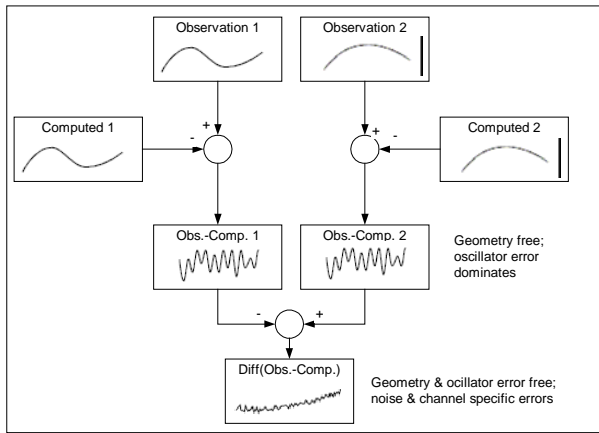 Observation 1
Observation 2
+
-
Computed 1
+
-
Computed 2
Obs.-Comp. 1
Obs.-Comp. 2
Geometry free;
oscillator error
dominates
-
+
Diff(Obs.-Comp.)
Geometry & ocillator error free;
noise & channel specific errors